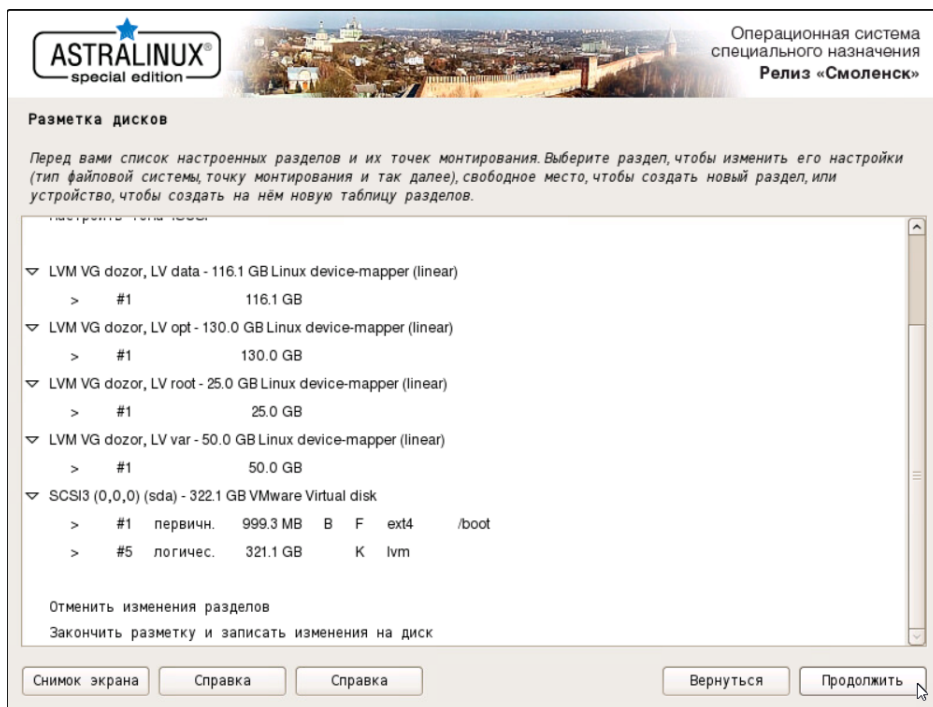 ASTRALINUX®
special edition
Операционная система
специального назначения
Релиз «Смоленск»
Разметка дисков
Перед вами список настроенных разделов и их точек монтирования. Выберите раздел, чтобы изменить его настройки
(тип файловой системы, точку монтирования и так далее), свободное место, чтобы создать новый раздел, или
устройство, чтобы создать на нём новую таблицу разделов.
LVM VG dozor, LV data - 116.1 GB Linux device-mapper (linear)
> #1 116.1 GB
LVM VG dozor, LV opt - 130.0 GB Linux device-mapper (linear)
> #1 130.0 GB
LVM VG dozor, LV root - 25.0 GB Linux device-mapper (linear)
> #1 25.0 GB
LVM VG dozor, LV var - 50.0 GB Linux device-mapper (linear)
> #1 50.0 GB
SCSI3 (0,0,0) (sda) - 322.1 GB VMware Virtual disk
> #1 первичн. 999.3 MB B F ext4 /boot
> #5 логичес. 321.1 GB K lvm
Отменить изменения разделов
Закончить разметку и записать изменения на диск
Снимок экрана Справка Справка Вернуться Продолжить